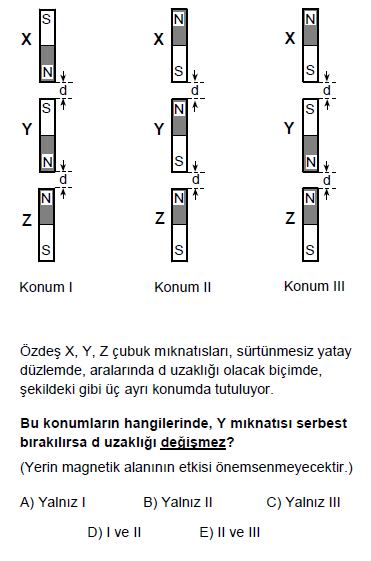 S N N
X X X
N S S
d d d
S N S
Y Y Y
N S N
d d d
N N N
Z Z Z
S S S
Konum I Konum II Konum III
Özdeş X, Y, Z çubuk mıknatısları, sürtünmesiz yatay
düzlemde, aralarında d uzaklığı olacak biçimde,
şekildeki gibi üç ayrı konumda tutuluyor.
Bu konumların hangilerinde, Y mıknatısı serbest
bırakılırsa d uzaklığı değişmez?
(Yerin magnetik alanının etkisi önemsenmeyecektir.)
A) Yalnız I B) Yalnız II C) Yalnız III
D) I ve II E) II ve III